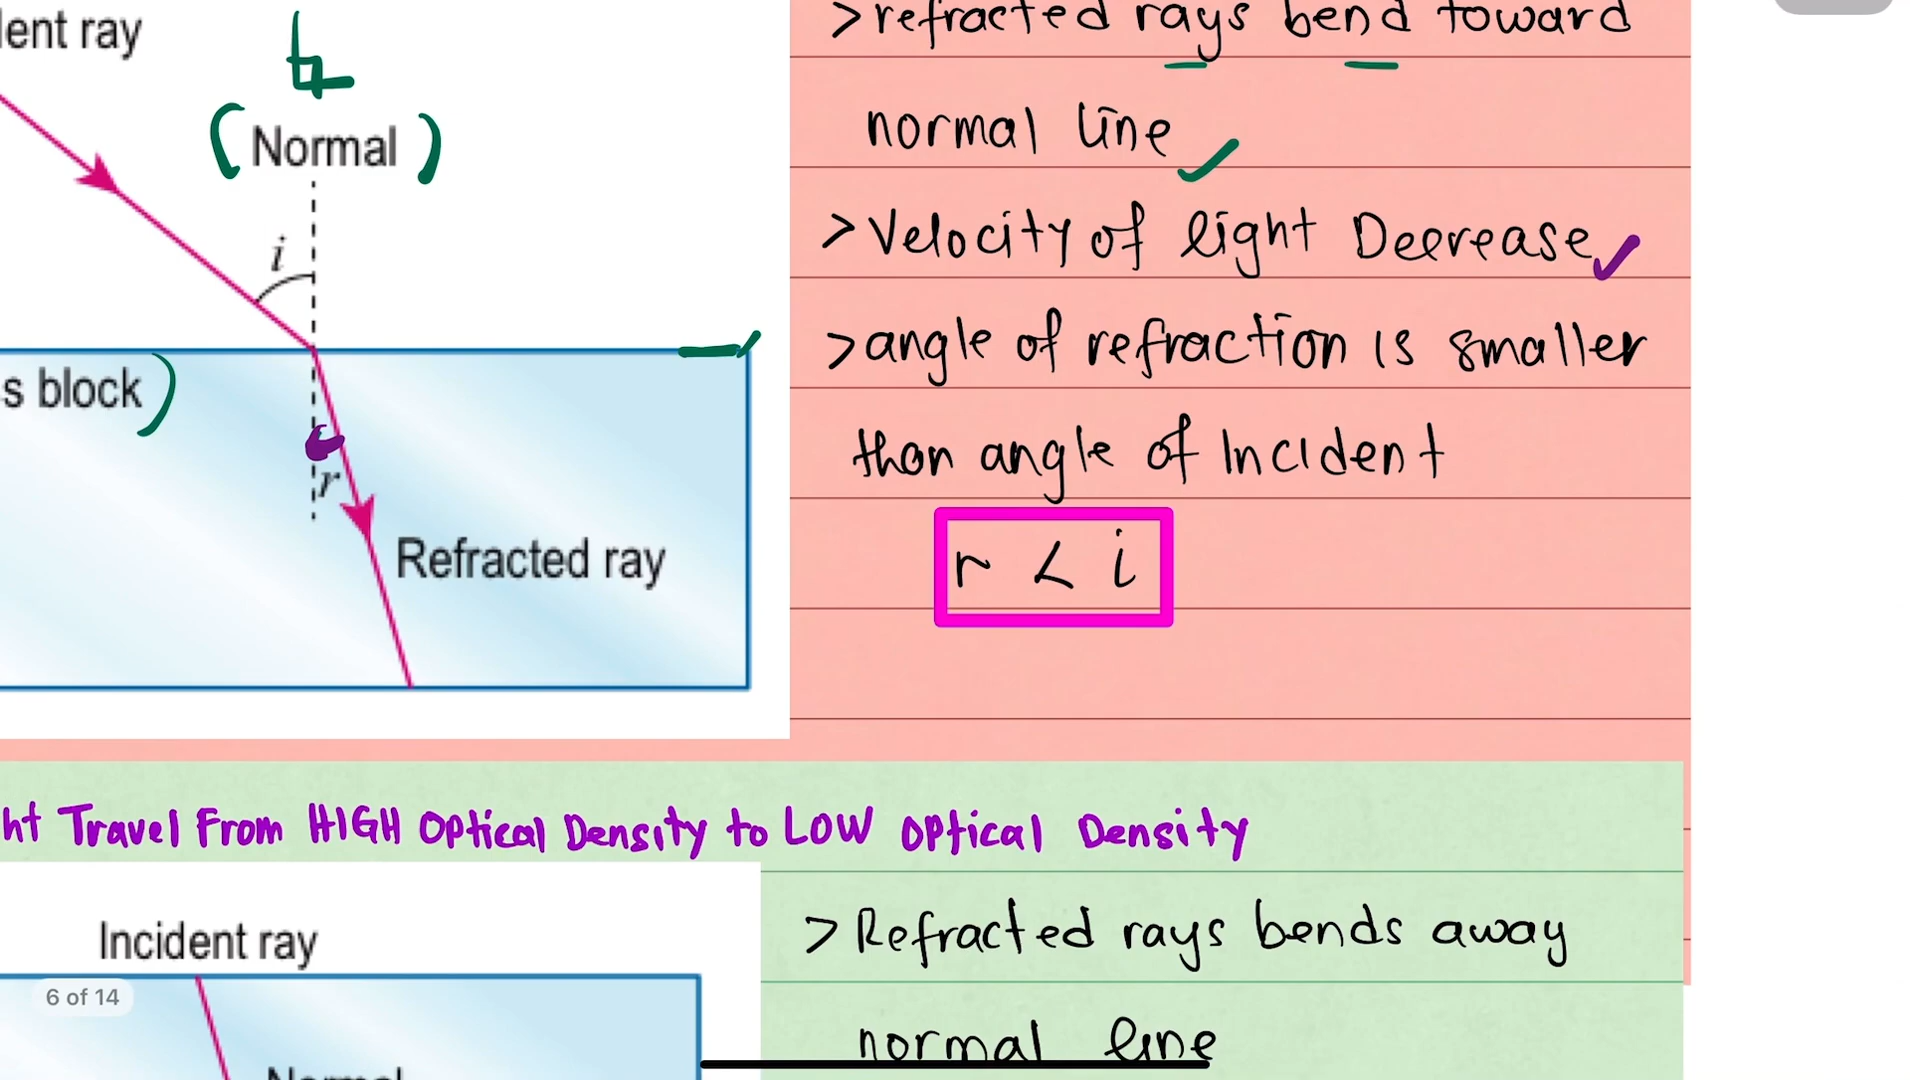 ent ray
(Normal)
i
s block)
r
Refracted ray
>refracted rays bend toward
normal line
>Velocity of light Decrease
>angle of refraction is smaller
than angle of Incident
r < i
ht Travel From HIGH Optical Density to LOW Optical Density
Incident ray
6 of 14
Normal
>Refracted rays bends away
normal line